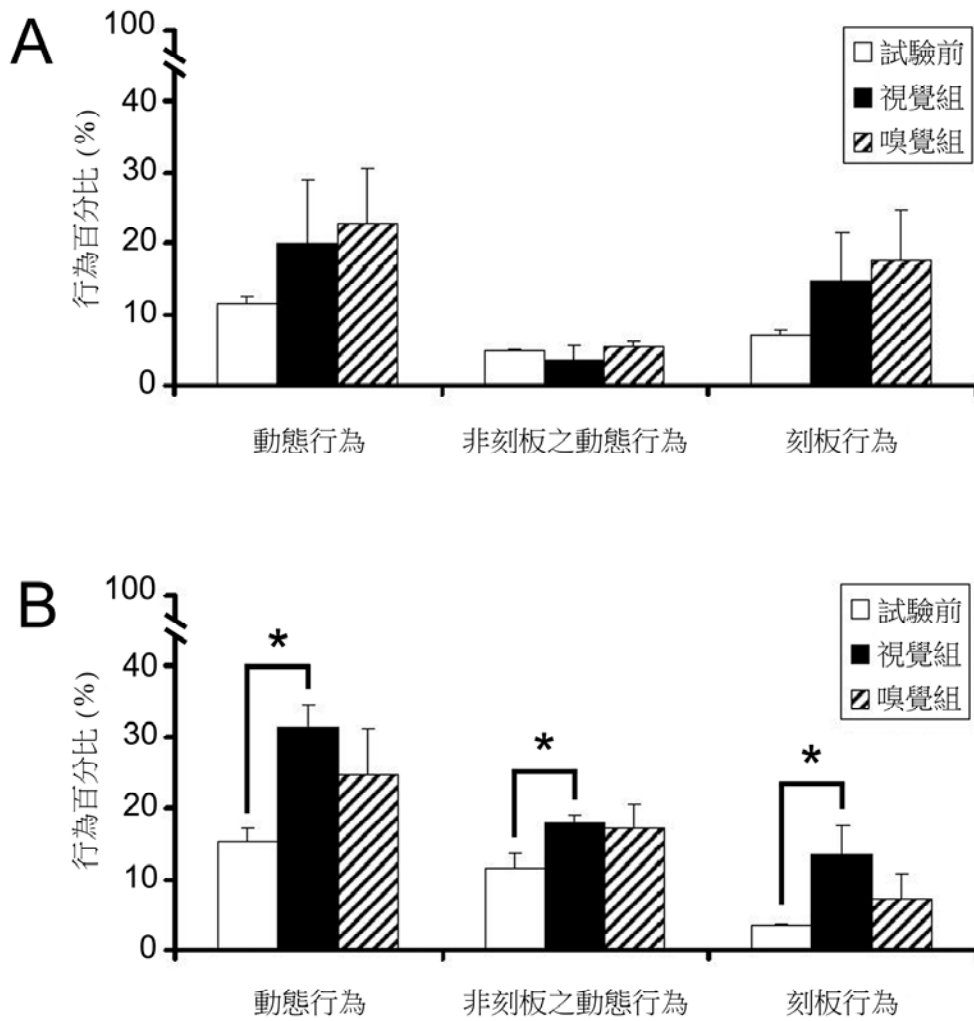 A
行為百分比 (%)
100
40
30
20
10
0
試驗前
視覺組
嗅覺組
動態行為
非刻板之動態行為
刻板行為
B
行為百分比 (%)
100
40
30
20
10
0
試驗前
視覺組
嗅覺組
*
*
*
動態行為
非刻板之動態行為
刻板行為